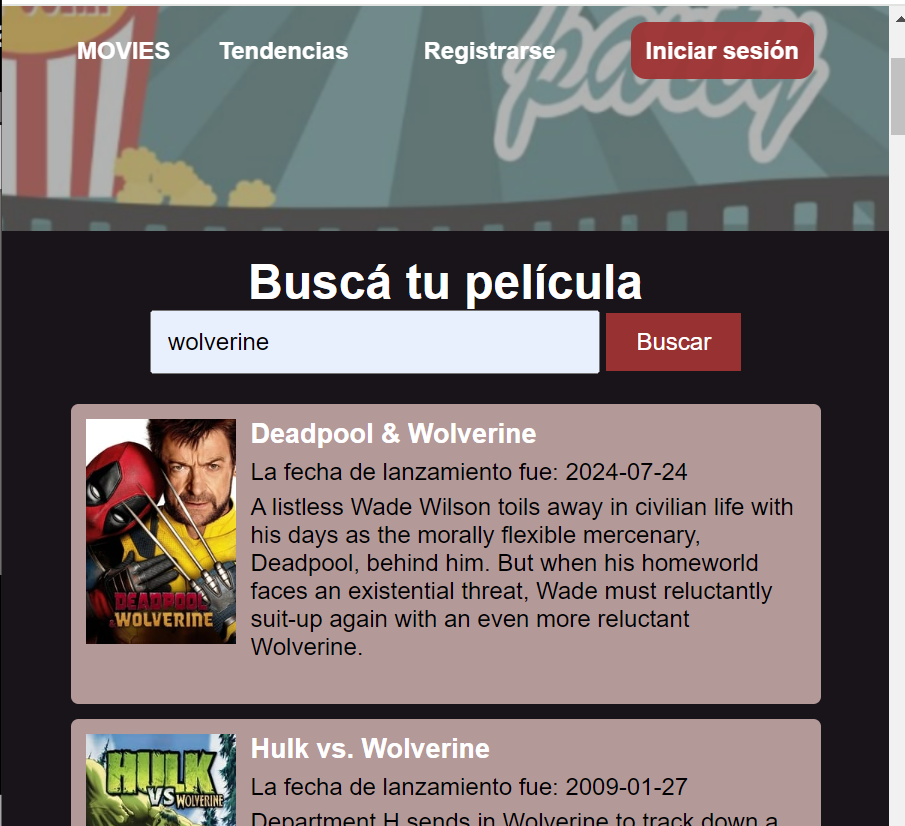 MOVIES Tendencias Registrarse Iniciar sesión
party
Buscá tu película
wolverine Buscar
Deadpool & Wolverine
La fecha de lanzamiento fue: 2024-07-24
A listless Wade Wilson toils away in civilian life with
his days as the morally flexible mercenary,
Deadpool, behind him. But when his homeworld
faces an existential threat, Wade must reluctantly
suit-up again with an even more reluctant
Wolverine.
DEADPOOL
& WOLVERINE
Hulk vs. Wolverine
La fecha de lanzamiento fue: 2009-01-27
Department H sends in Wolverine to track down a
HULK
VS WOLVERINE